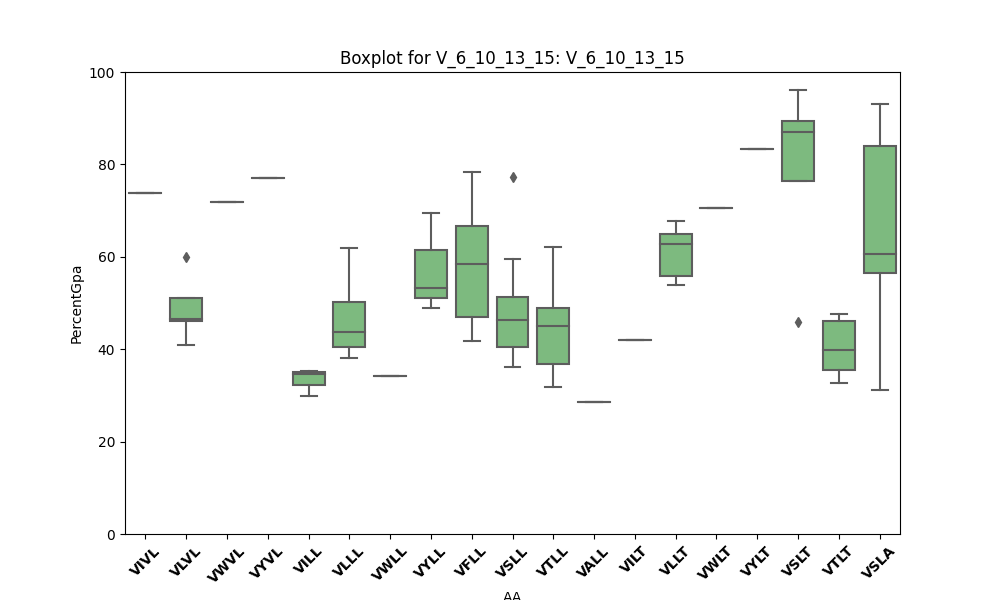 Boxplot for V_6_10_13_15: V_6_10_13_15
100
80
60
40
20
0
PercentGpa
VIVL VLVL VWVL VYVL VILL VLLL VWLL VYLL VFLL VSLL VTLL VALL VILT VLLT VWLT VYLT VSLT VTLT VSLA
AA